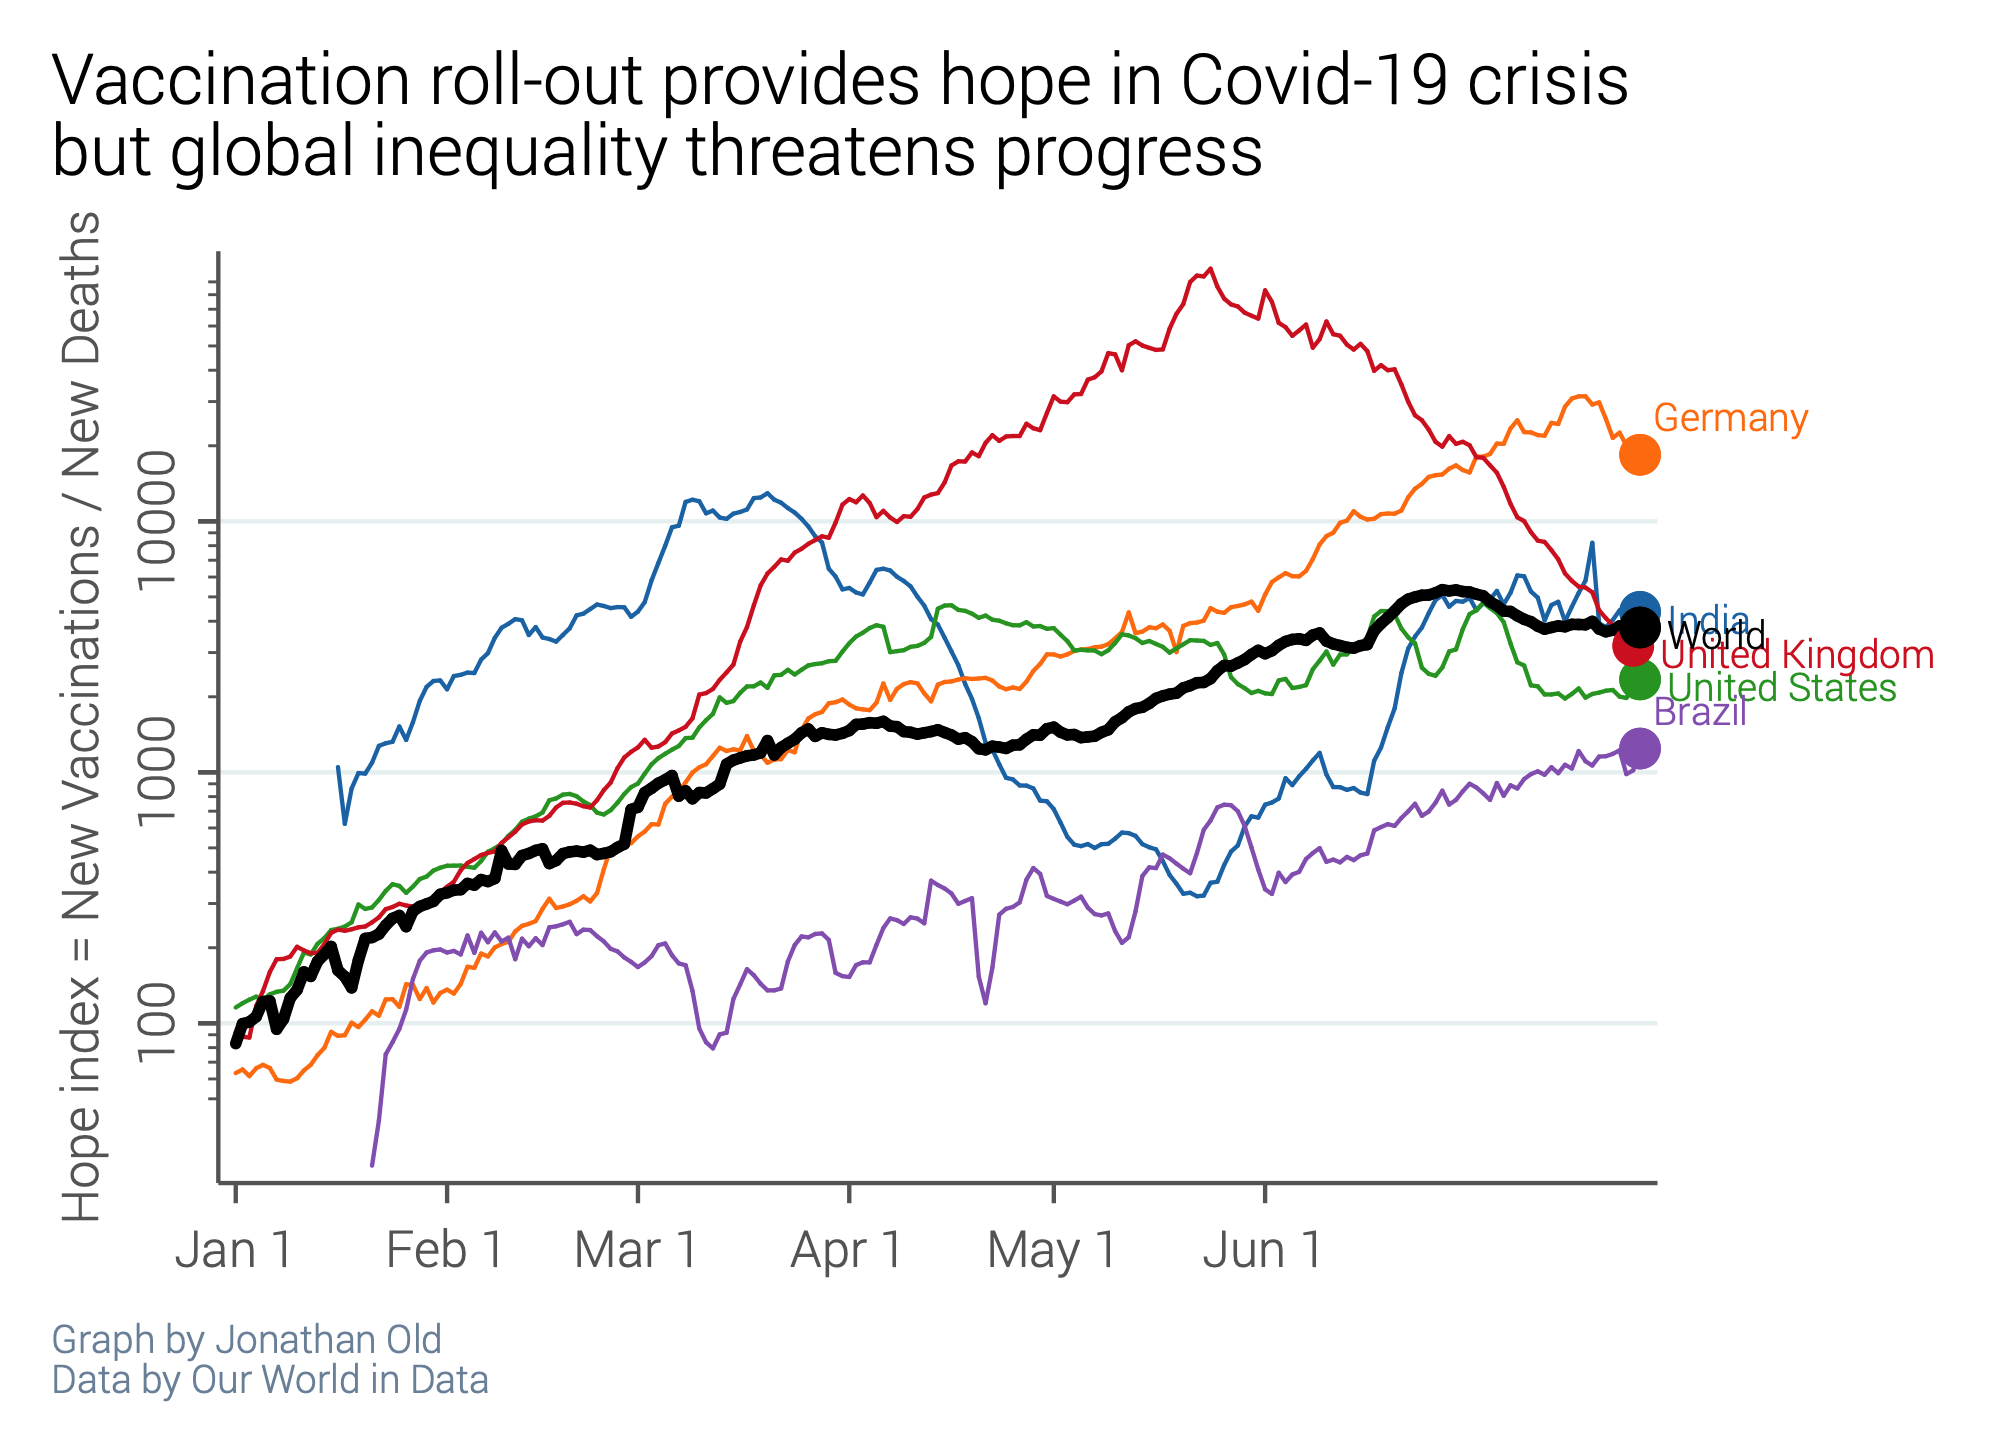 Vaccination roll-out provides hope in Covid-19 crisis
but global inequality threatens progress
Hope index = New Vaccinations / New Deaths
10000
1000
100
Germany
India
World
United Kingdom
United States
Brazil
Jan 1
Feb 1
Mar 1
Apr 1
May 1
Jun 1
Graph by Jonathan Old
Data by Our World in Data